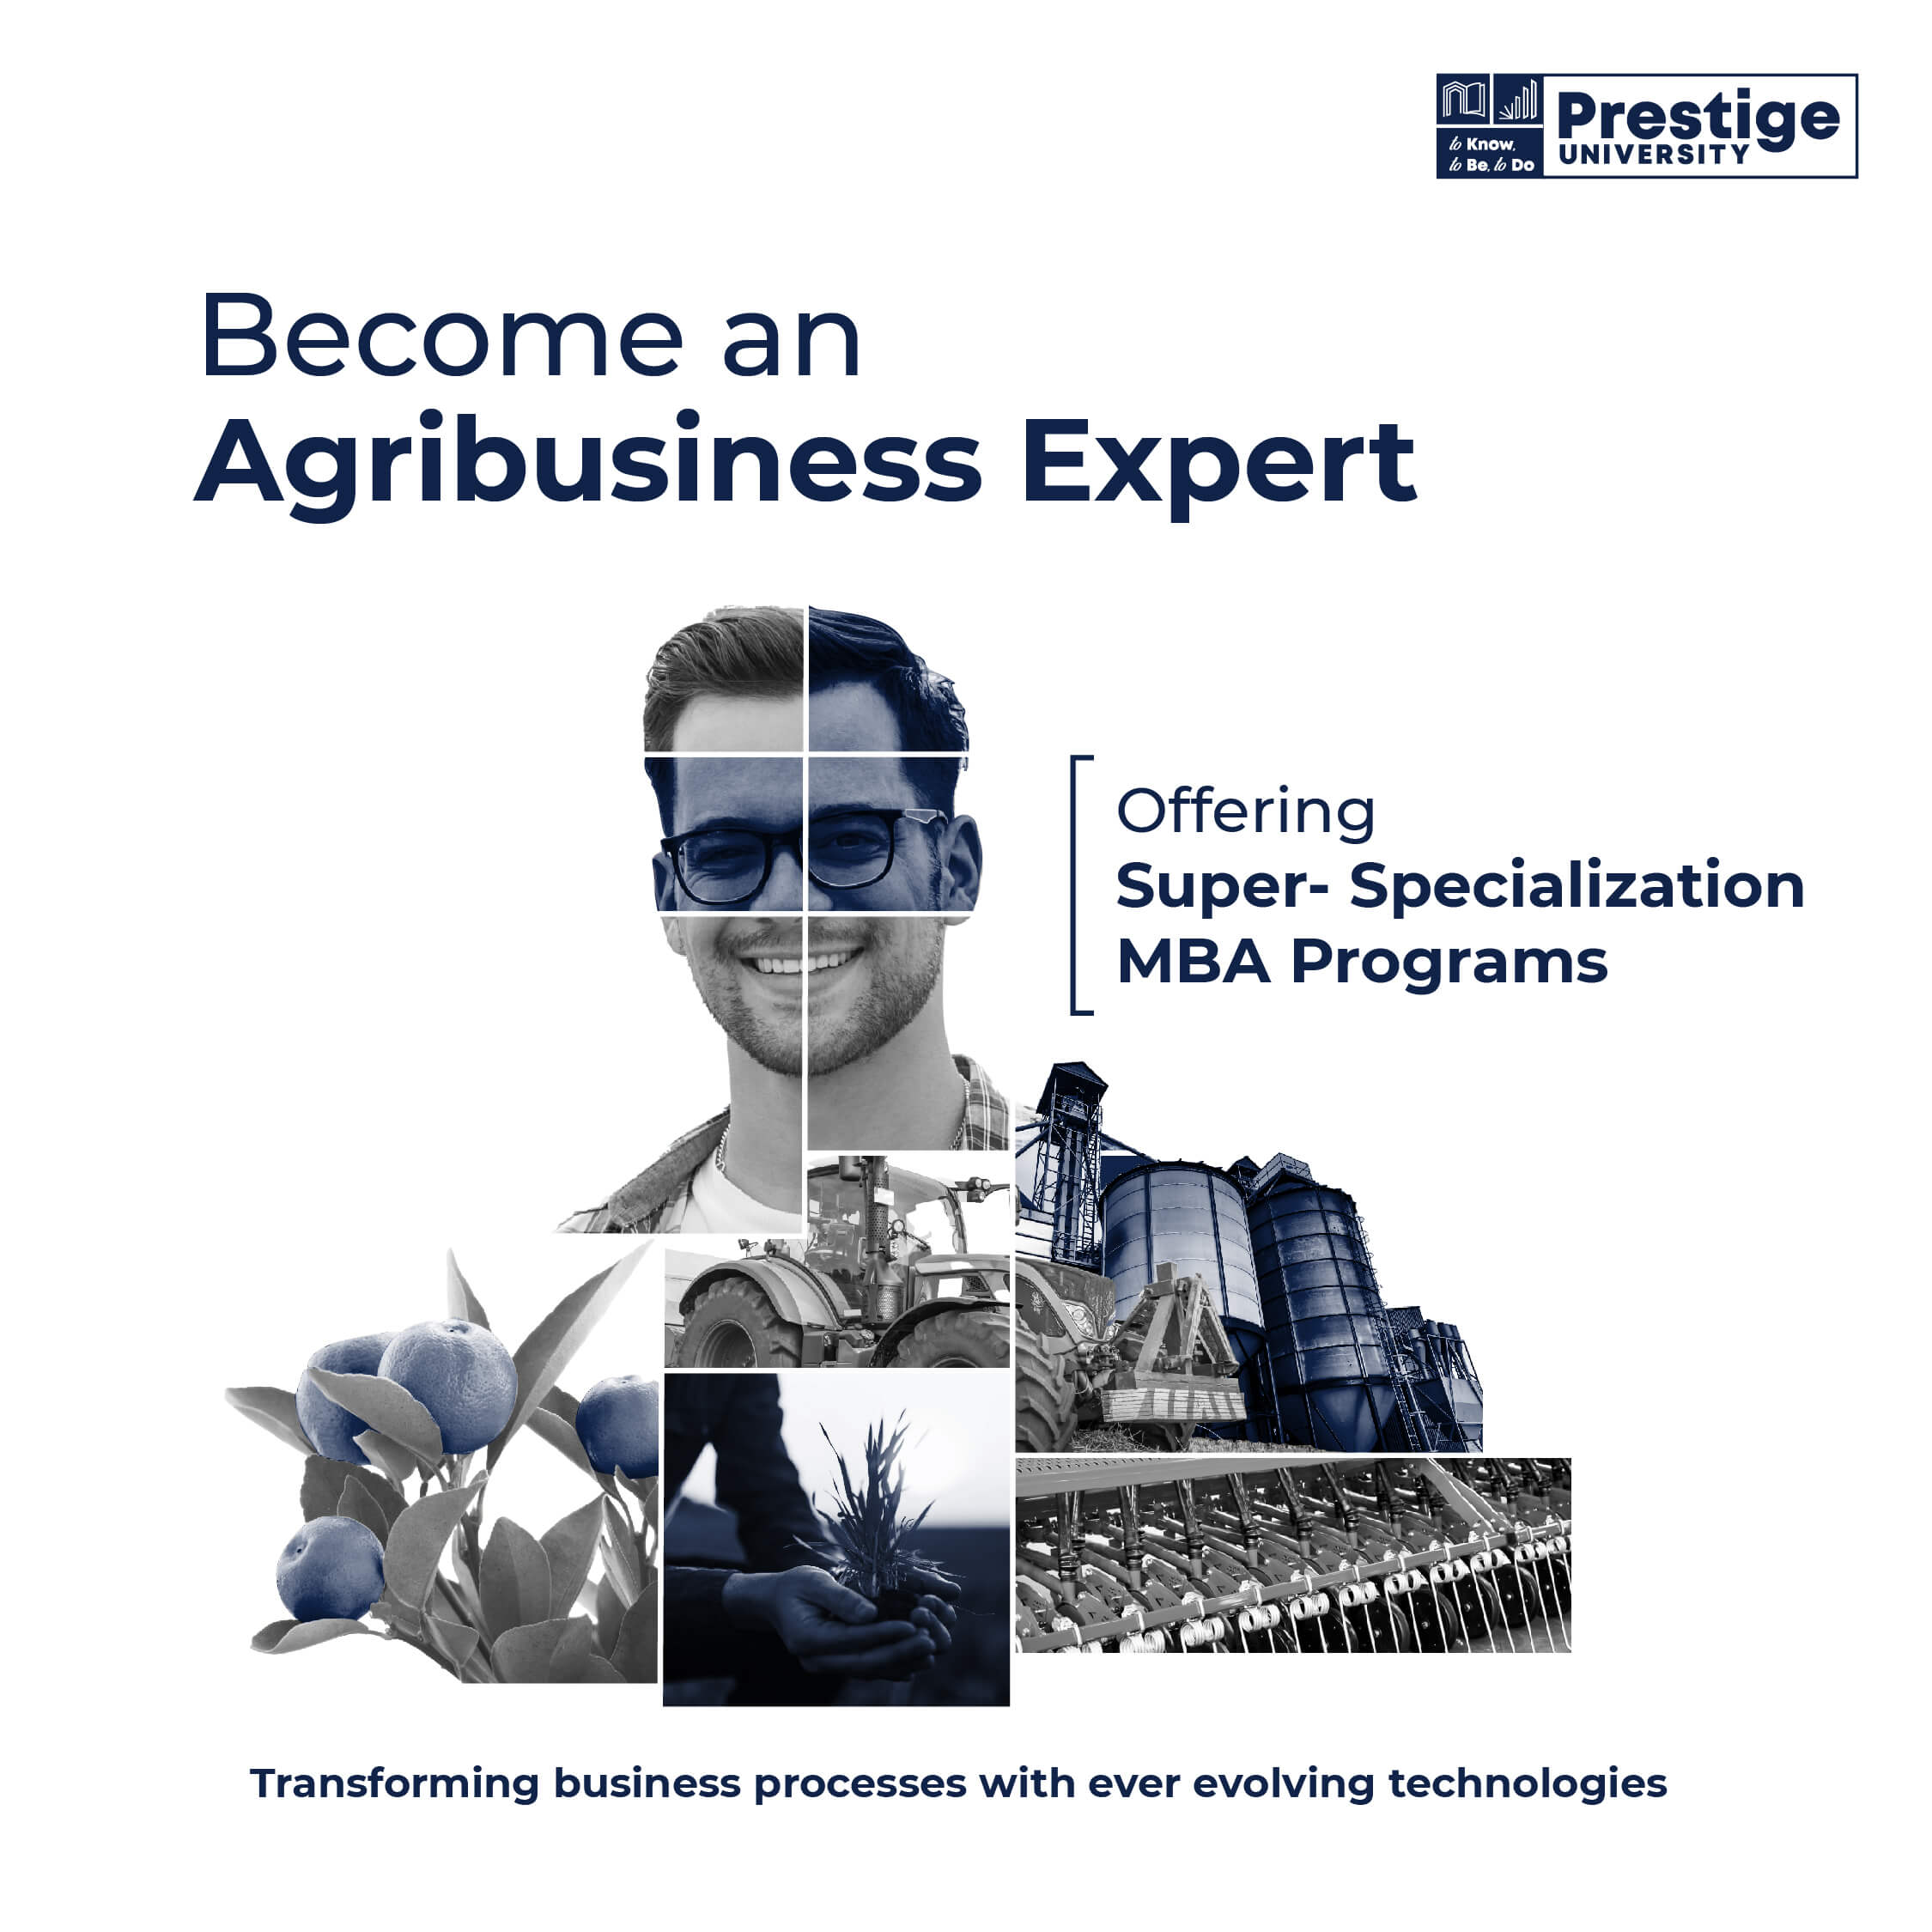 to Know,
to Be, to Do
Prestige
UNIVERSITY
Become an
Agribusiness Expert
Offering
Super- Specialization
MBA Programs
Transforming business processes with ever evolving technologies